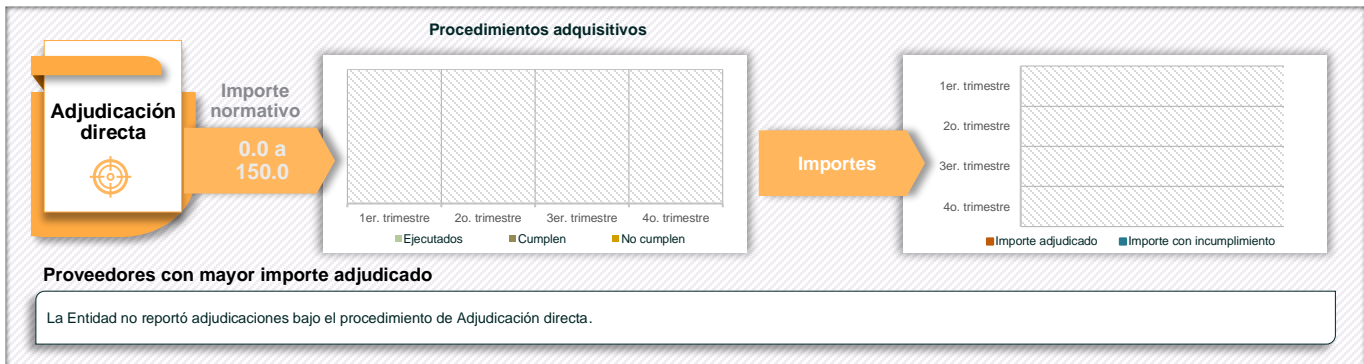 Procedimientos adquisitivos
Adjudicación
directa
Importe
normativo
0.0 a
150.0
1er. trimestre 2o. trimestre 3er. trimestre 4o. trimestre
Ejecutados Cumplen No cumplen
Importes
1er. trimestre
2o. trimestre
3er. trimestre
4o. trimestre
Importe adjudicado Importe con incumplimiento
Proveedores con mayor importe adjudicado
La Entidad no reportó adjudicaciones bajo el procedimiento de Adjudicación directa.